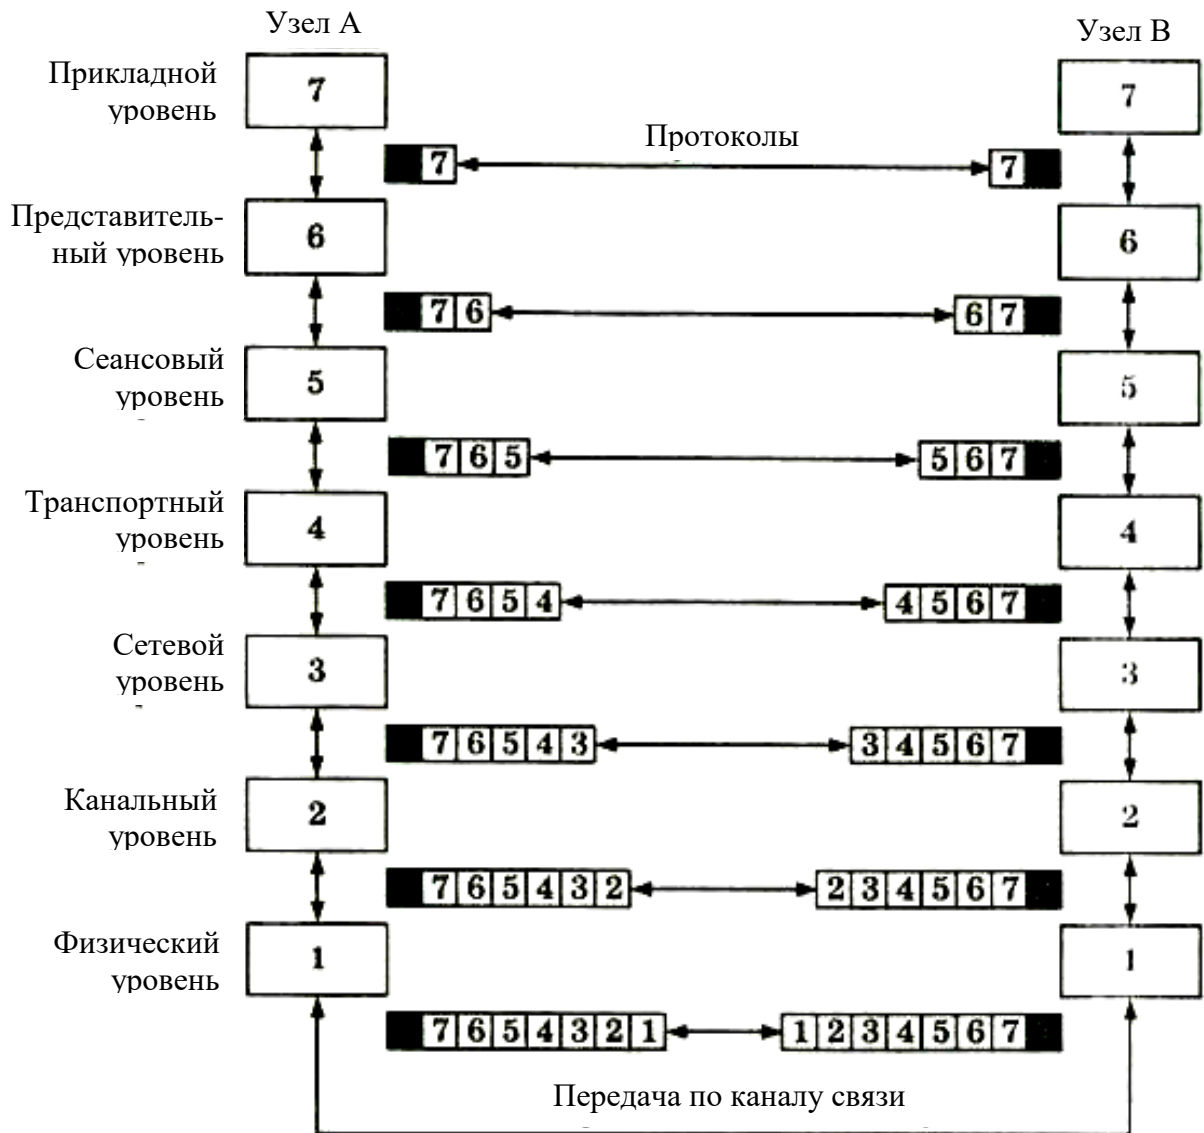 Узел А
Узел В
Прикладной
уровень
7
7
Протоколы
7
7
Представитель-
ный уровень
6
6
7 6
6 7
Сеансовый
уровень
5
5
7 6 5
5 6 7
Транспортный
уровень
4
4
7 6 5 4
4 5 6 7
Сетевой
уровень
3
3
7 6 5 4 3
3 4 5 6 7
Канальный
уровень
2
2
7 6 5 4 3 2
2 3 4 5 6 7
Физический
уровень
1
1
7 6 5 4 3 2 1
1 2 3 4 5 6 7
Передача по каналу связи